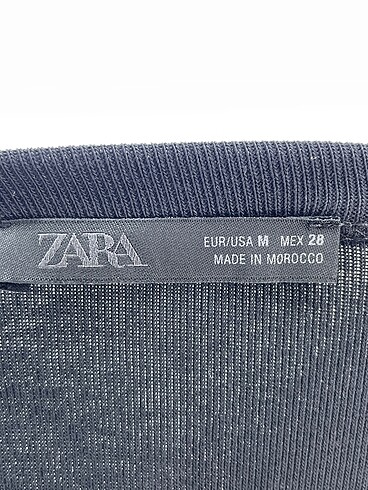 ZARA
EUR/USA M MEX 28
MADE IN MOROCCO